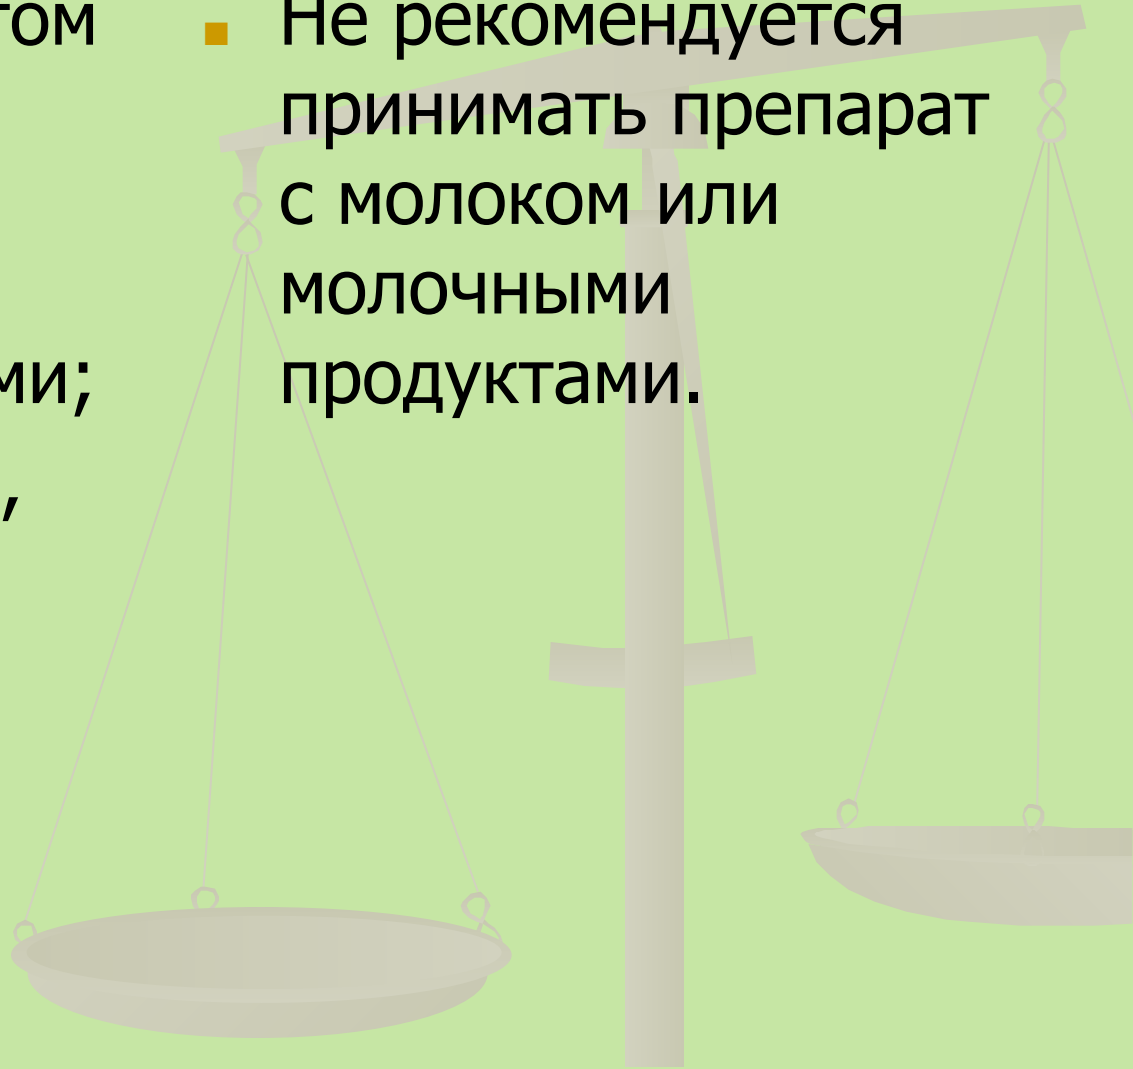 Не рекомендуется
принимать препарат
с молоком или
молочными
продуктами.